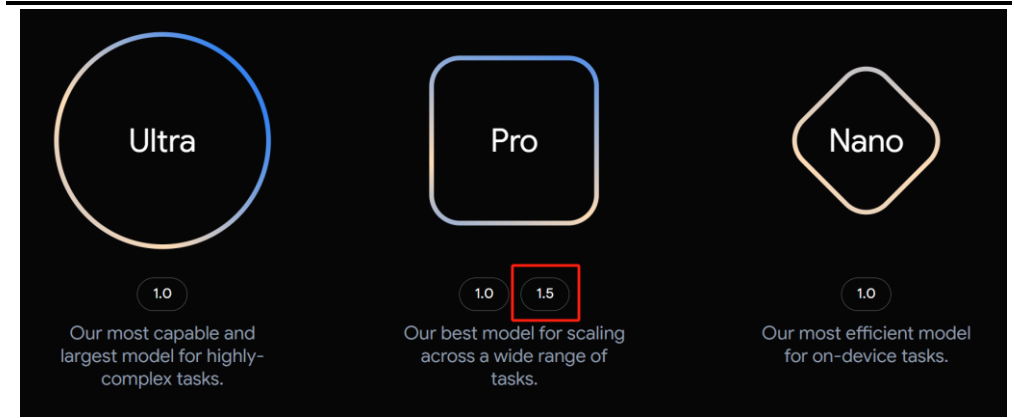 Ultra
1.0
Our most capable and
largest model for highly-
complex tasks.
Pro
1.0
1.5
Our best model for scaling
across a wide range of
tasks.
Nano
1.0
Our most efficient model
for on-device tasks.